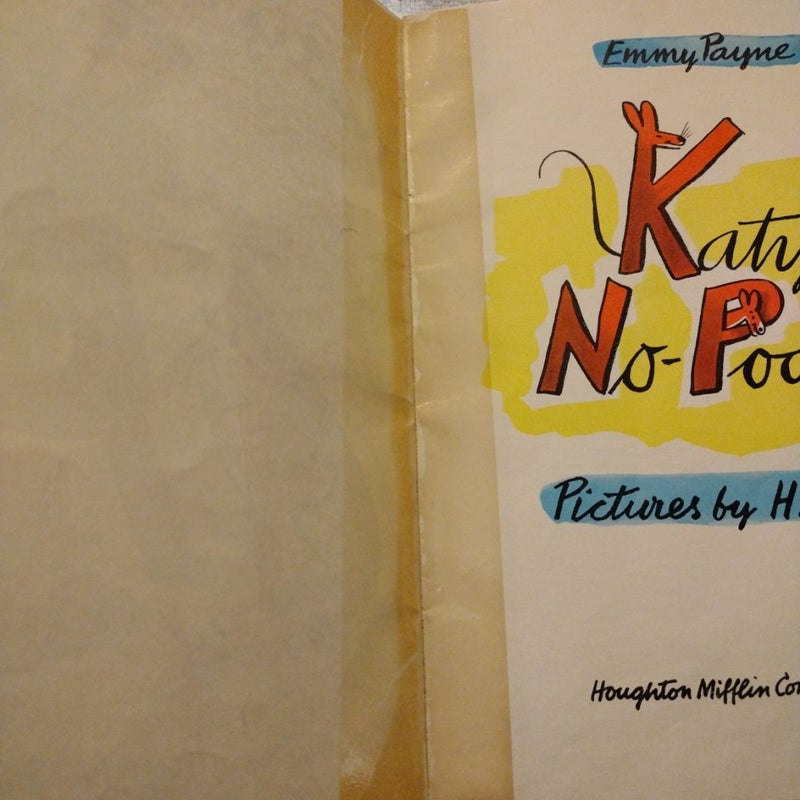 Emmy Payne
Katy
No-Poc
Pictures by H.
Houghton Mifflin Com